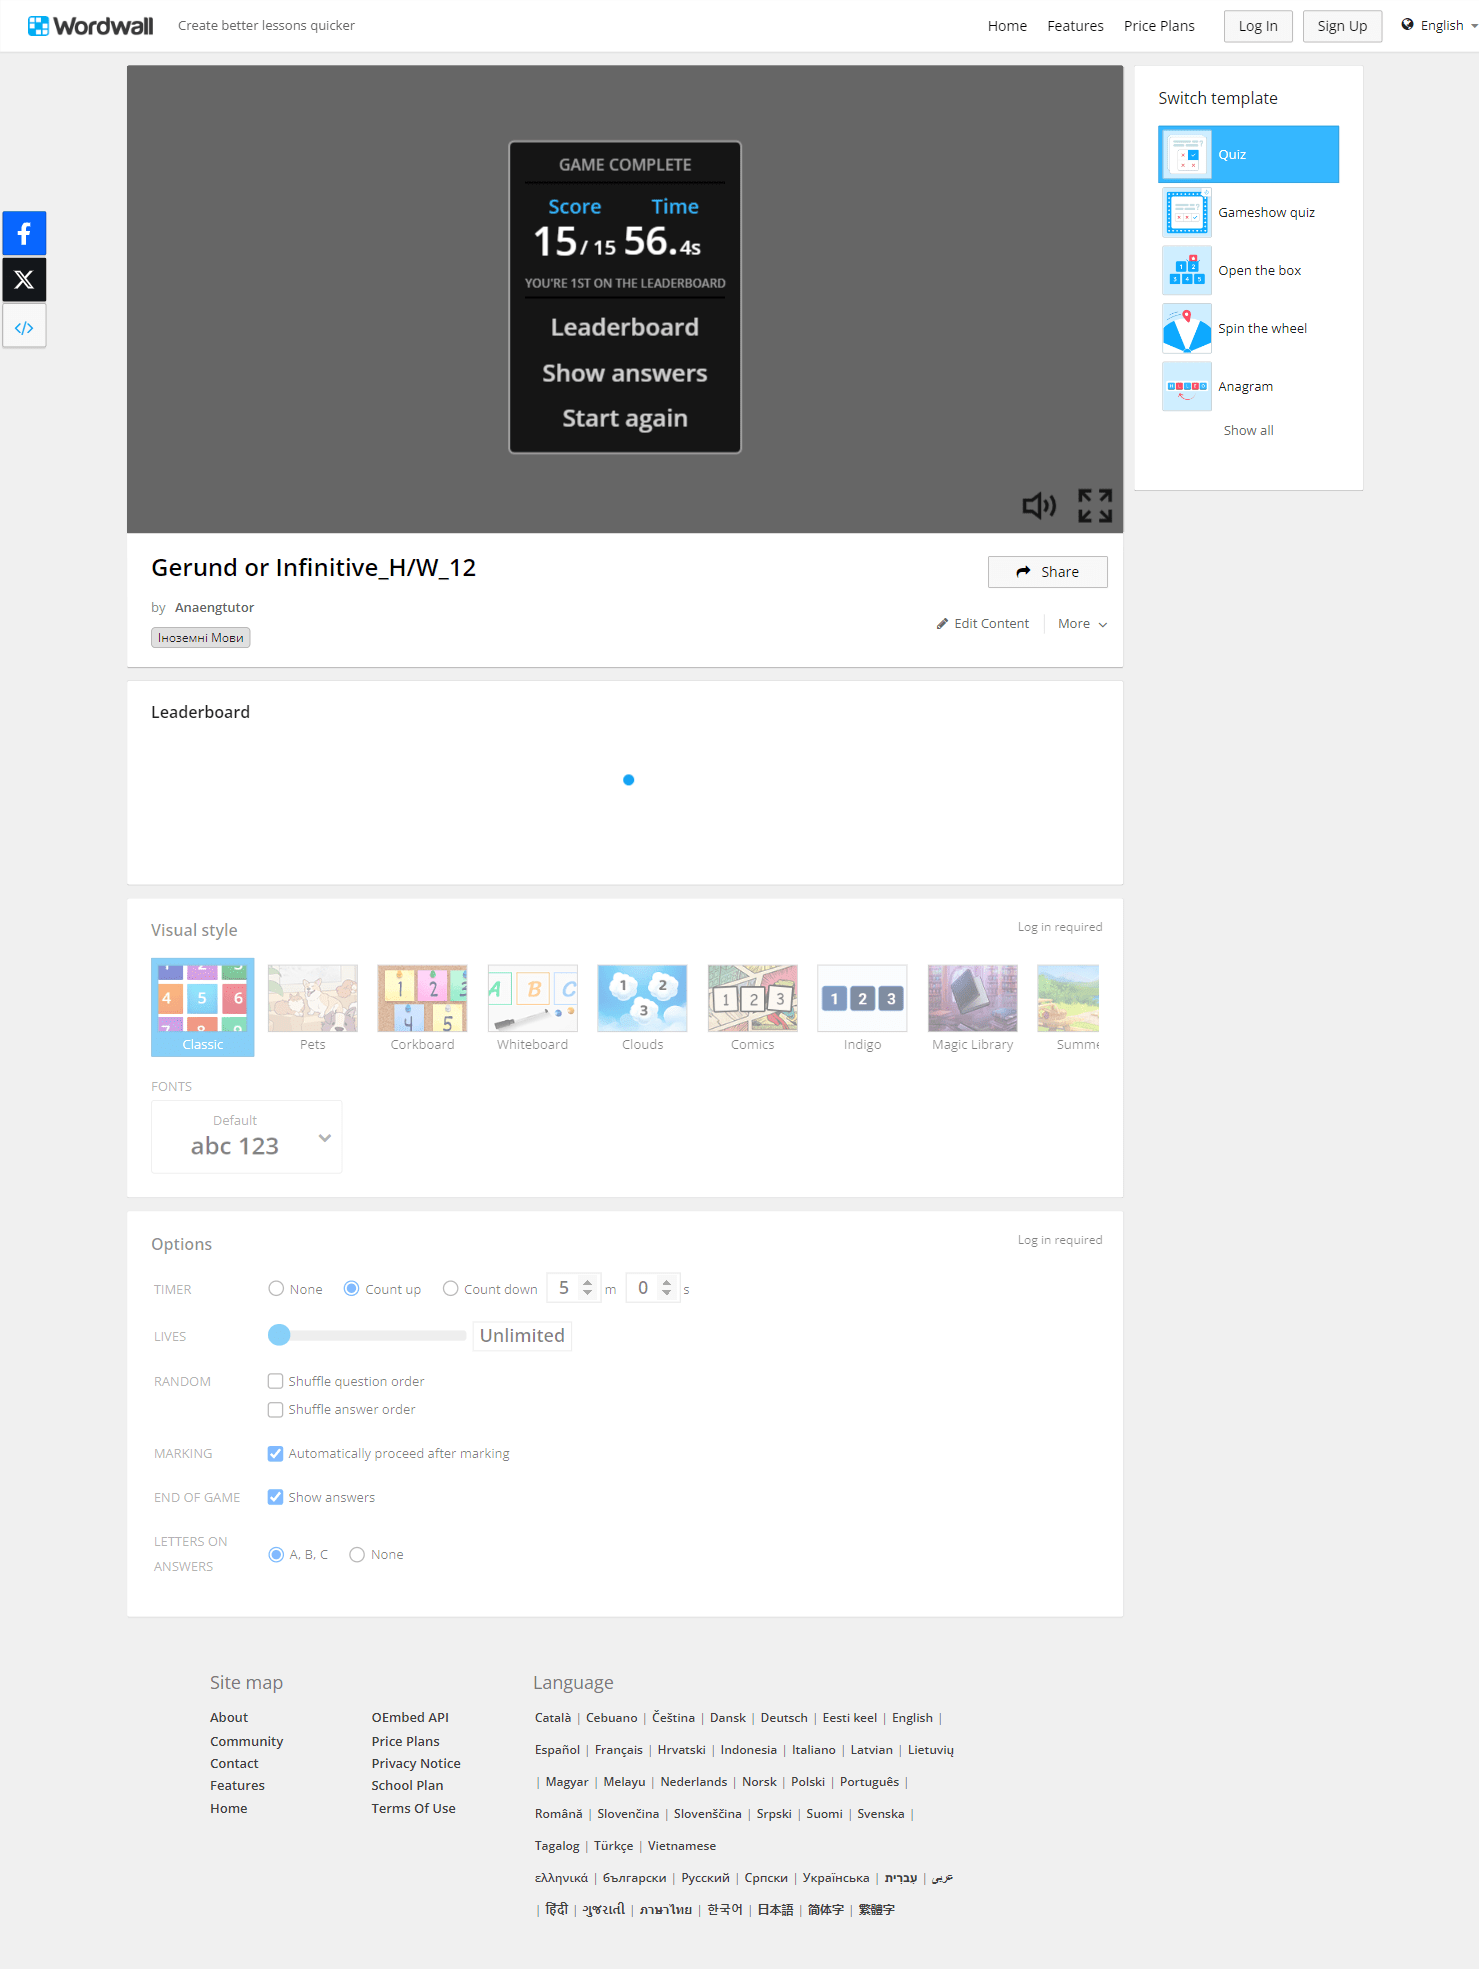 Wordwall
Create better lessons quicker
Home
Features
Price Plans
Log In
Sign Up
English
GAME COMPLETE
Score Time
15 / 15 56.4s
YOU'RE 1ST ON THE LEADERBOARD
Leaderboard
Show answers
Start again
Switch template
Quiz
Gameshow quiz
Open the box
Spin the wheel
Anagram
Show all
Gerund or Infinitive_H/W_12
Share
by Anaengtutor
Edit Content
More
Іноземні Мови
Leaderboard
Visual style
Log in required
Classic
Pets
Corkboard
Whiteboard
Clouds
Comics
Indigo
Magic Library
Summe
FONTS
Default
abc 123
Options
Log in required
TIMER
None
Count up
Count down
5 m 0 s
LIVES
Unlimited
RANDOM
Shuffle question order
Shuffle answer order
MARKING
Automatically proceed after marking
END OF GAME
Show answers
LETTERS ON
ANSWERS
A, B, C
None
Site map
About
Community
Contact
Features
Home
OEmbed API
Price Plans
Privacy Notice
School Plan
Terms Of Use
Language
Català | Cebuano | Čeština | Dansk | Deutsch | Eesti keel | English |
Español | Français | Hrvatski | Indonesia | Italiano | Latvian | Lietuvių
| Magyar | Melayu | Nederlands | Norsk | Polski | Português |
Română | Slovenčina | Slovenščina | Srpski | Suomi | Svenska |
Tagalog | Türkçe | Vietnamese
ελληνικά | български | Русский | Српски | Українська | עברית | عربى
| हिंदी | ગુજરાતી | ภาษาไทย | 한국어 | 日本語 | 简体字 | 繁體字